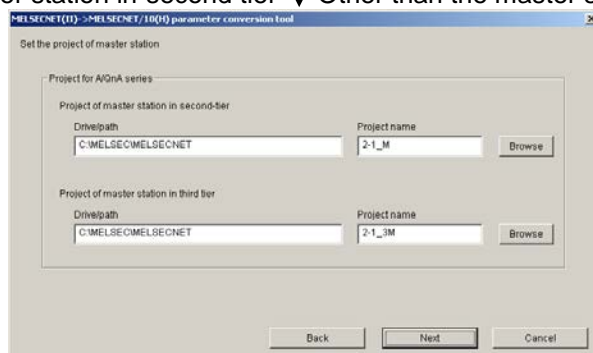 er station in second tier ▼ Other than the master s
MELSECNET(II)->MELSECNET/10(H) parameter conversion tool
Set the project of master station
Project for A/QnA series
Project of master station in second-tier
Drive/path Project name
C:\MELSEC\MELSECNET 2-1_M Browse
Project of master station in third tier
Drive/path Project name
C:\MELSEC\MELSECNET 2-1_3M Browse
Back Next Cancel